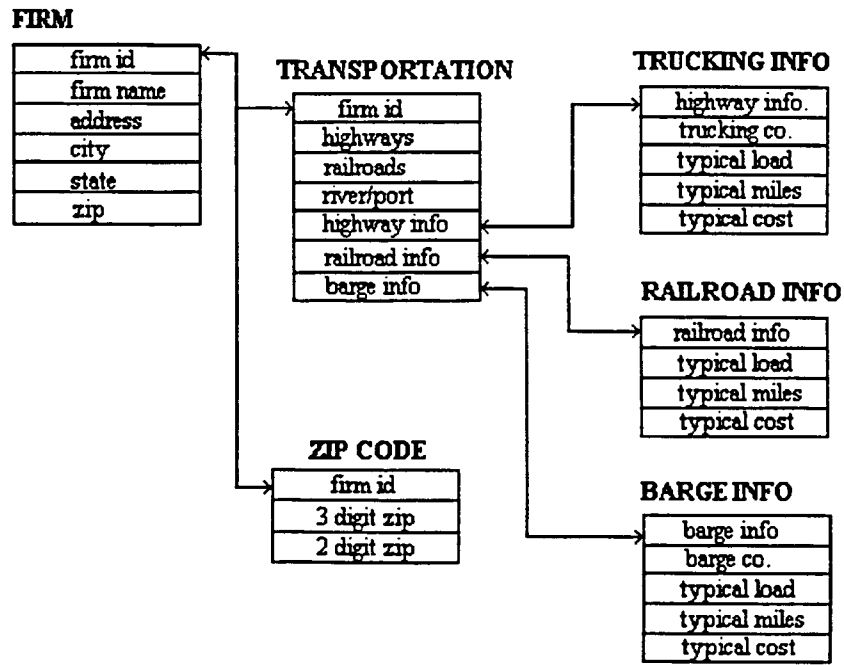 FIRM
firm id
firm name
address
city
state
zip
TRANSPORTATION
firm id
highways
railroads
river/port
highway info
railroad info
barge info
ZIP CODE
firm id
3 digit zip
2 digit zip
TRUCKING INFO
highway info.
trucking co.
typical load
typical miles
typical cost
RAILROAD INFO
railroad info
typical load
typical miles
typical cost
BARGE INFO
barge info
barge co.
typical load
typical miles
typical cost